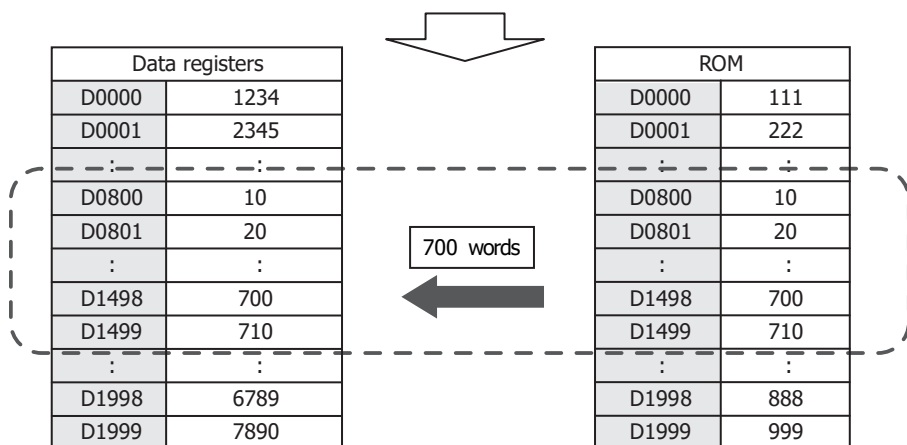 Data registers ROM
D0000 1234 D0000 111
D0001 2345 D0001 222
: : : :
D0800 10 D0800 10
D0801 20 D0801 20
700 words
: : : :
D1498 700 D1498 700
D1499 710 D1499 710
: : : :
D1998 6789 D1998 888
D1999 7890 D1999 999